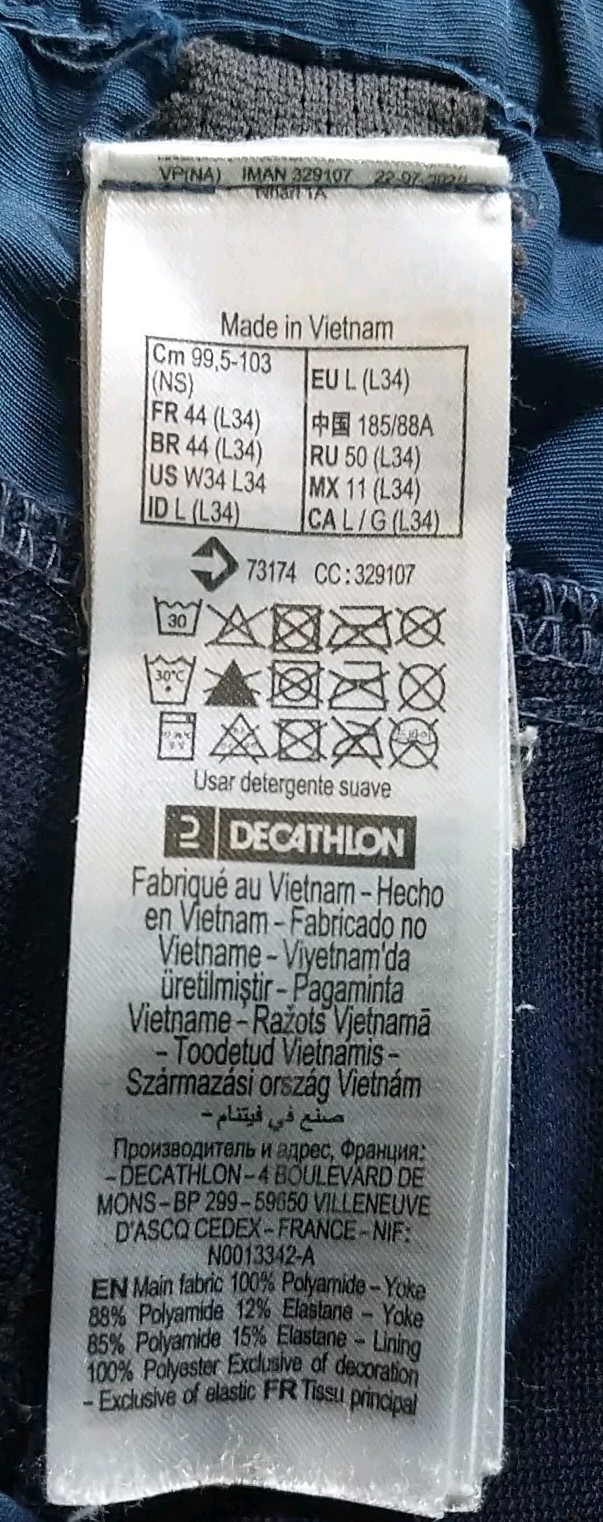 VP(NA) IMAN 329107 22-07-
Made in Vietnam
Cm 99,5-103
(NS)
FR 44 (L34)
BR 44 (L34)
US W34 L34
ID L (L34)
EU L (L34)
中国 185/88A
RU 50 (L34)
MX 11 (L34)
CA L / G (L34)
73174 CC : 329107
30
30°C
Usar detergente suave
DECATHLON
Fabriqué au Vietnam - Hecho
en Vietnam - Fabricado no
Vietname - Viyetnam'da
üretilmiştir - Pagaminta
Vietname - Ražots Vjetnamā
- Toodetud Vietnamis -
Származási ország Vietnám
صنع في فيتنام -
Производитель и адрес, Франция:
- DECATHLON - 4 BOULEVARD DE
MONS - BP 299 - 59650 VILLENEUVE
D'ASCQ CEDEX - FRANCE - NIF:
N0013342-A
EN Main fabric 100% Polyamide - Yoke
88% Polyamide 12% Elastane - Yoke
85% Polyamide 15% Elastane - Lining
100% Polyester Exclusive of decoration
- Exclusive of elastic FR Tissu principal